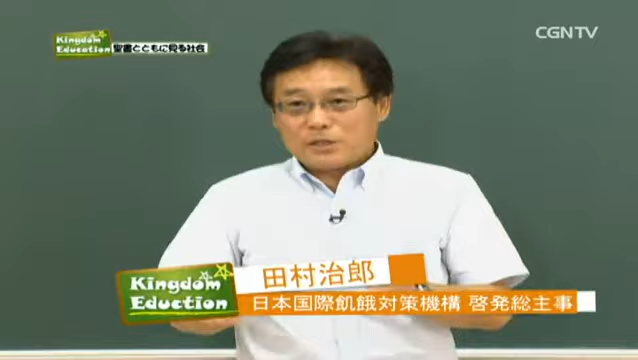 Kingdom
Education
聖書とともに見る社会
CGNTV
田村治郎
Kingdom
Eduction
日本国際飢餓対策機構 啓発総主事